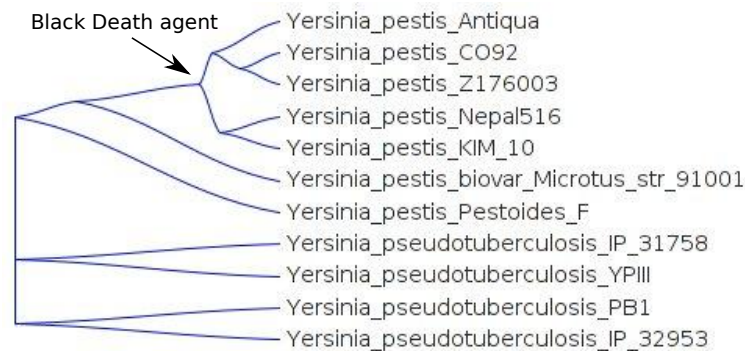 Black Death agent
Yersinia_pestis_Antiqua
Yersinia_pestis_CO92
Yersinia_pestis_Z176003
Yersinia_pestis_Nepal516
Yersinia_pestis_KIM_10
Yersinia_pestis_biovar_Microtus_str_91001
Yersinia_pestis_Pestoides_F
Yersinia_pseudotuberculosis_IP_31758
Yersinia_pseudotuberculosis_YPIII
Yersinia_pseudotuberculosis_PB1
Yersinia_pseudotuberculosis_IP_32953